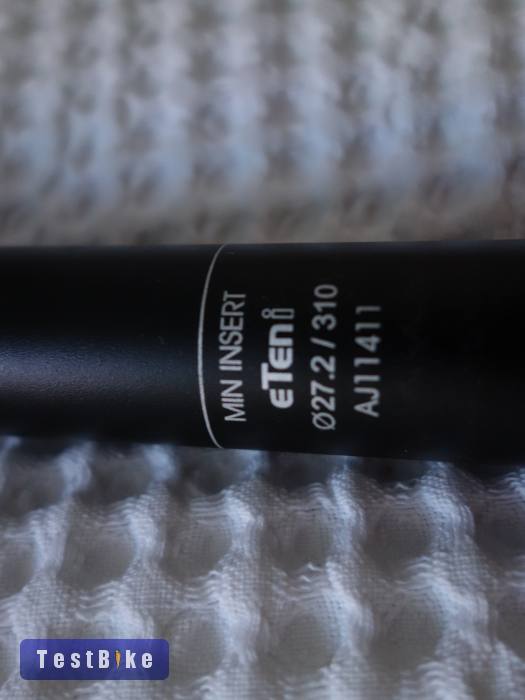 MIN INSERT
eTEN
Ø27.2 / 310
AJ11411
TestBike